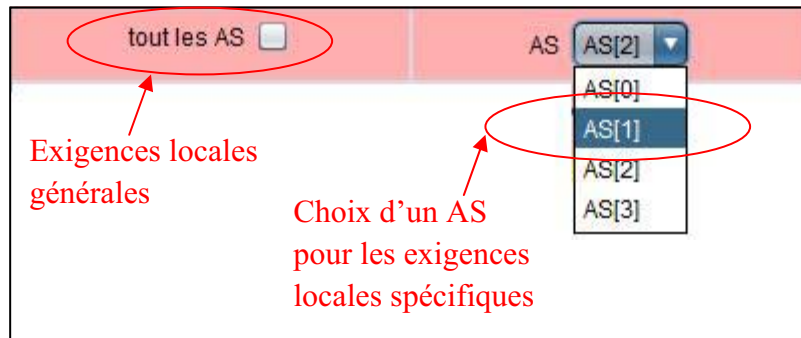 tout les AS
AS AS[2]
AS[0]
AS[1]
AS[2]
AS[3]
Exigences locales
générales
Choix d’un AS
pour les exigences
locales spécifiques